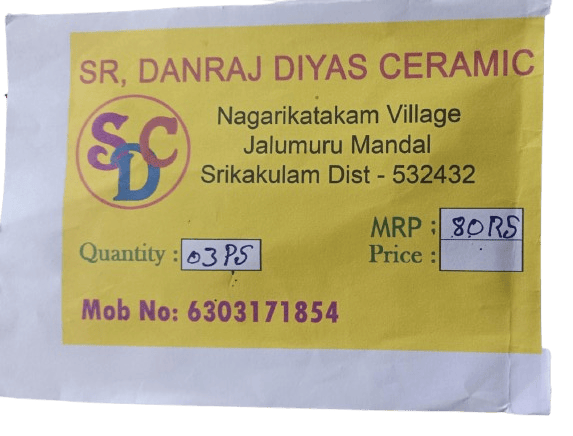 SR, DANRAJ DIYAS CERAMIC
SDC
Nagarikatakam Village
Jalumuru Mandal
Srikakulam Dist - 532432
MRP : 80RS
Quantity : 03PS
Price :
Mob No: 6303171854